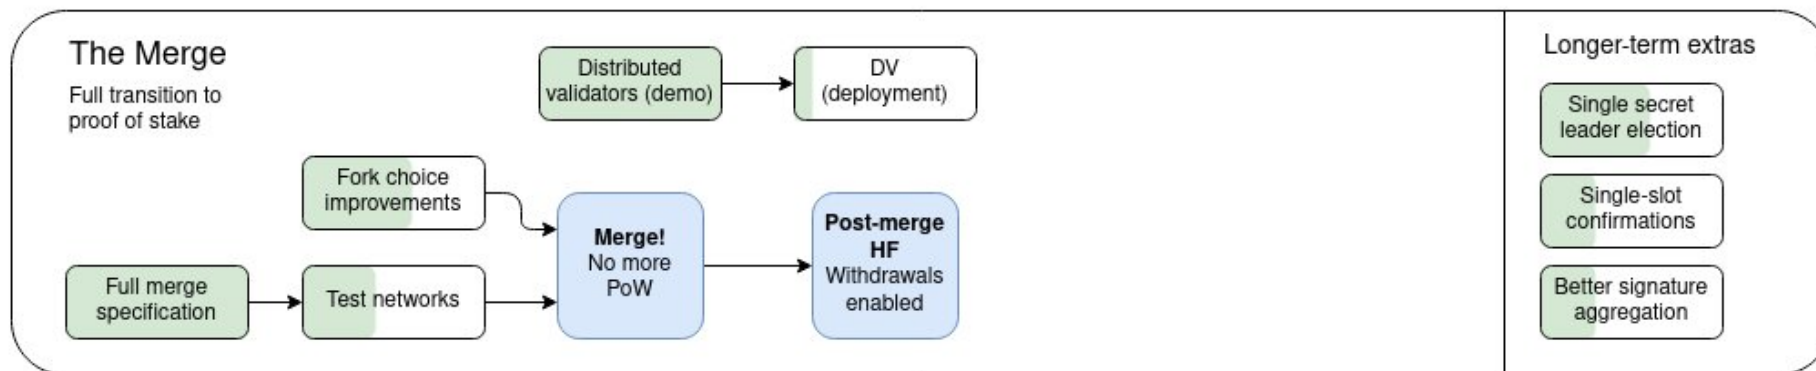 The Merge
Full transition to
proof of stake
Distributed
validators (demo)
DV
(deployment)
Fork choice
improvements
Full merge
specification
Test networks
Merge!
No more
PoW
Post-merge
HF
Withdrawals
enabled
Longer-term extras
Single secret
leader election
Single-slot
confirmations
Better signature
aggregation